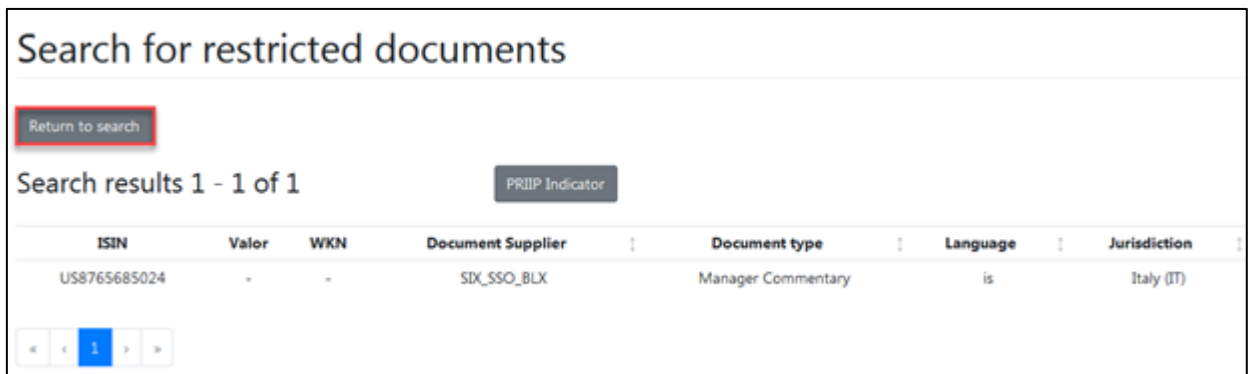 Search for restricted documents
Return to search
Search results 1 - 1 of 1 PRIIP Indicator
ISIN Valor WKN Document Supplier Document type Language Jurisdiction
US8765685024 - - SIX_SSO_BLX Manager Commentary is Italy (IT)
« ‹ 1 › »